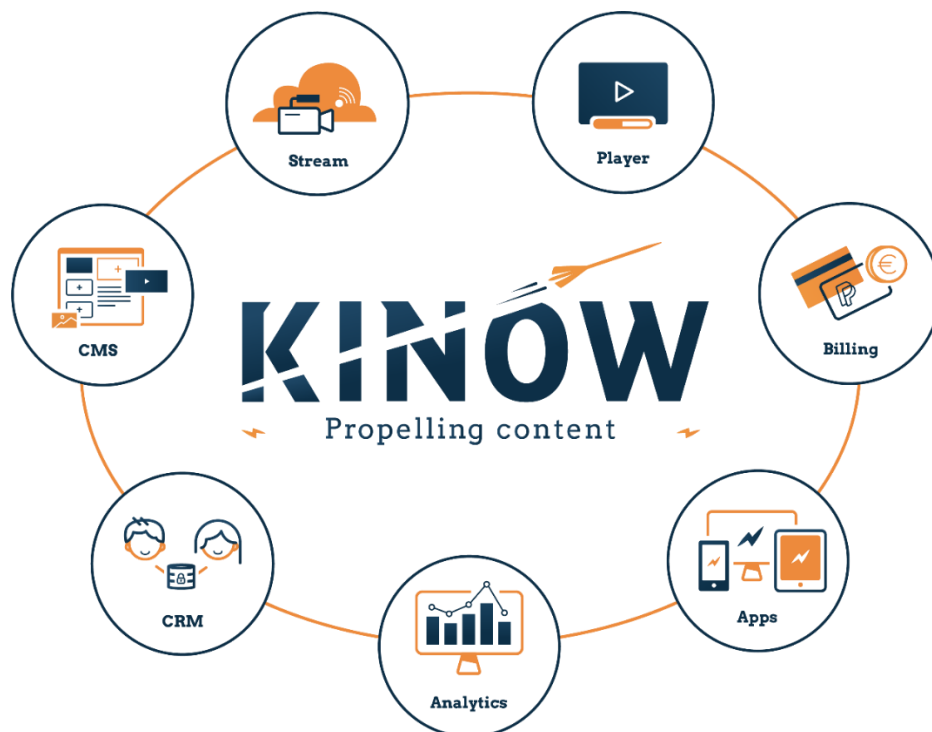 Stream
Player
CMS
Billing
KINOW
Propelling content
CRM
Apps
Analytics